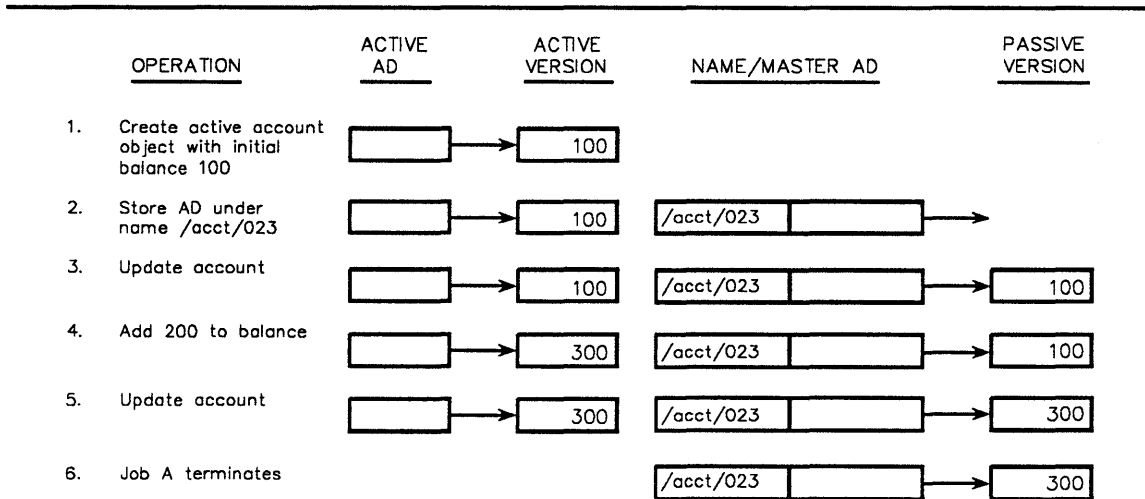 ACTIVE ACTIVE PASSIVE
OPERATION AD VERSION NAME/MASTER AD VERSION
1. Create active account
object with initial 100
balance 100
2. Store AD under
name /acct/023 100 /acct/023
3. Update account
100 /acct/023 100
4. Add 200 to balance
300 /acct/023 100
5. Update account
300 /acct/023 300
6. Job A terminates
/acct/023 300